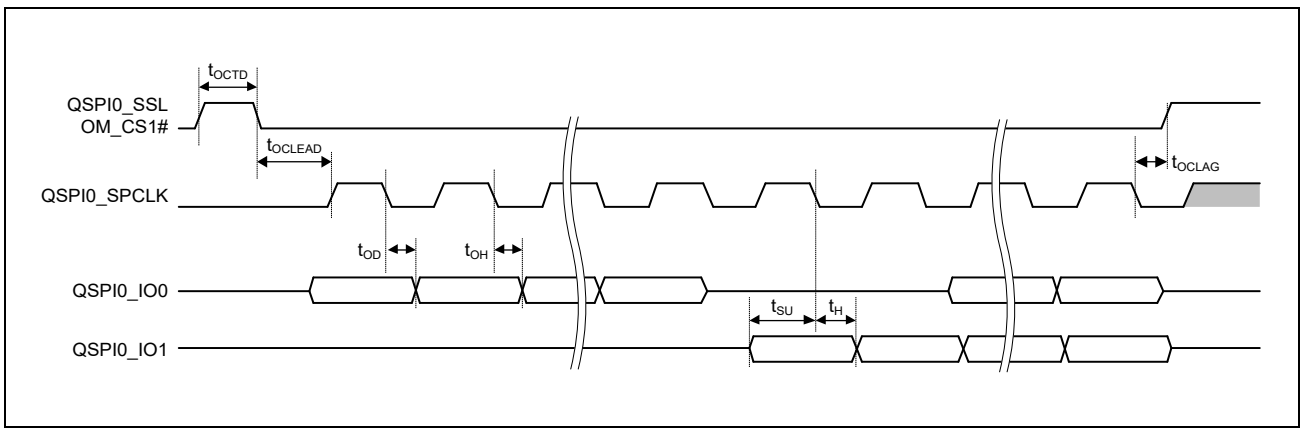 tOCTD
QSPI0_SSL
OM_CS1#
tOCLEAD
tOCLAG
QSPI0_SPCLK
tOD
tOH
QSPI0_IO0
tSU
tH
QSPI0_IO1